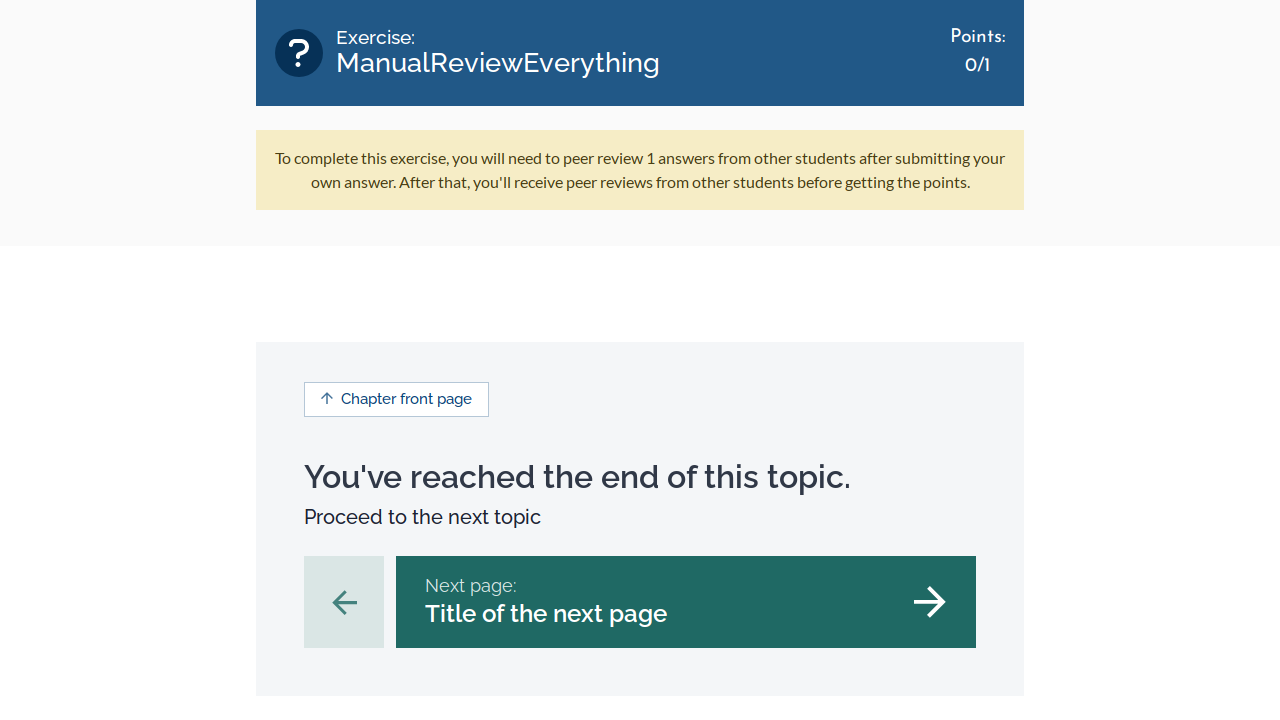 Exercise:
ManualReviewEverything
Points:
0/1
To complete this exercise, you will need to peer review 1 answers from other students after submitting your
own answer. After that, you'll receive peer reviews from other students before getting the points.
Chapter front page
You've reached the end of this topic.
Proceed to the next topic
Next page:
Title of the next page